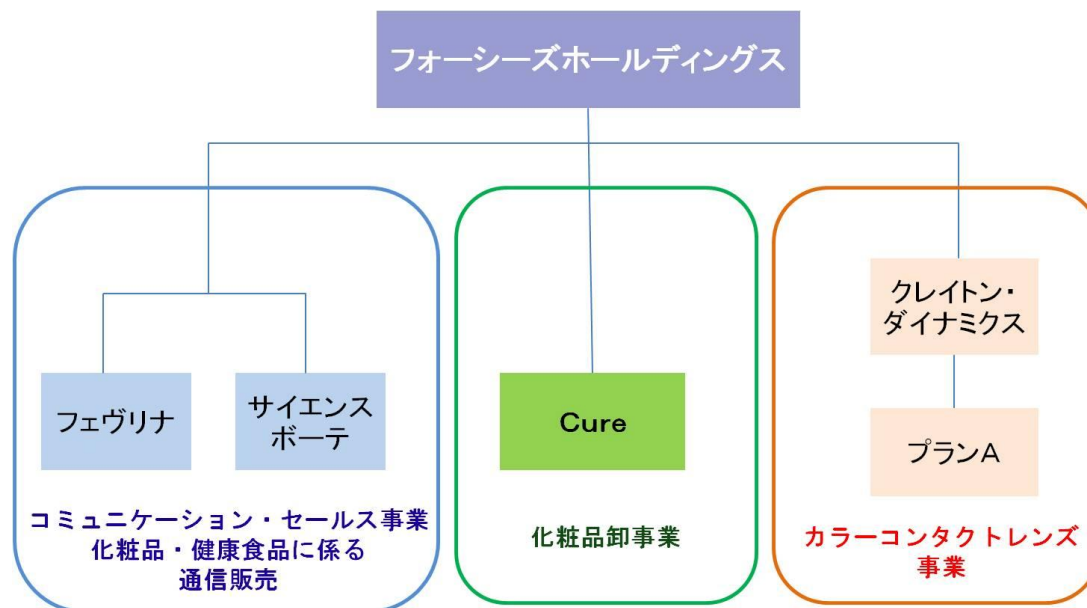 フォーシーズホールディングス
クレイトン・
ダイナミクス
フェヴリナ
サイエンス
ボーテ
Cure
プランA
コミュニケーション・セールス事業
化粧品・健康食品に係る
通信販売
化粧品卸事業
カラーコンタクトレンズ
事業